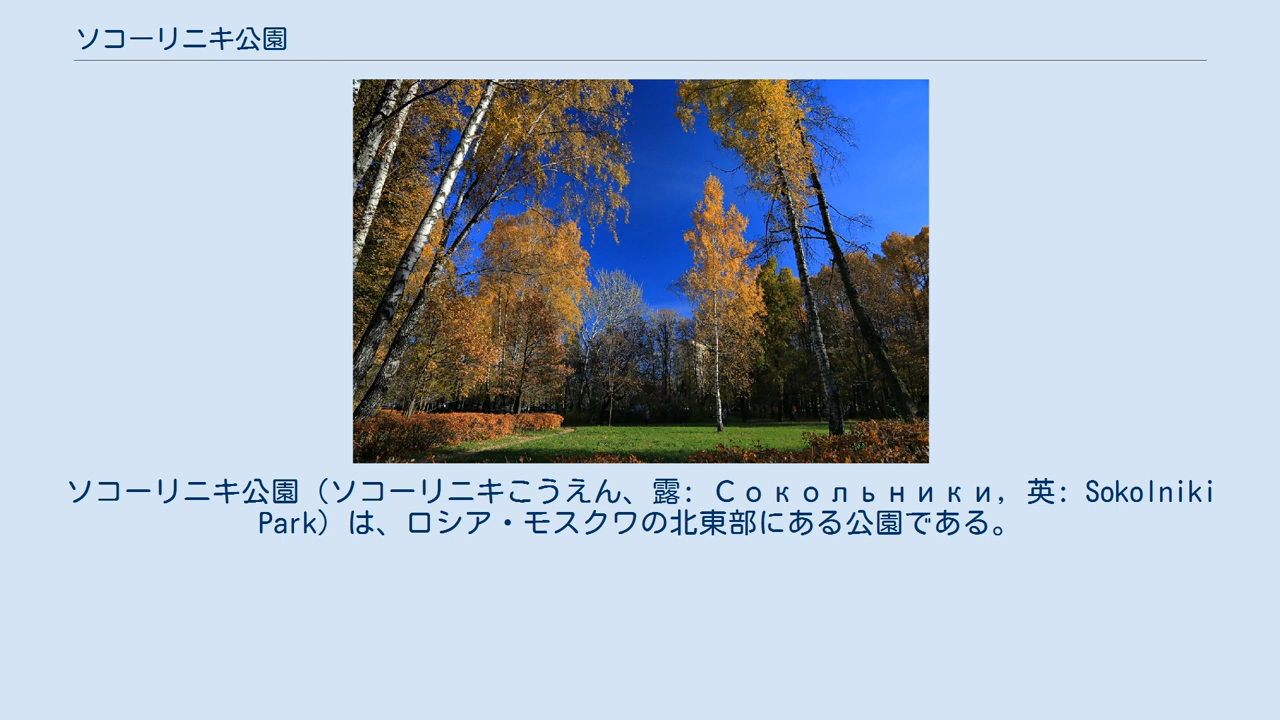 ソコーリニキ公園
ソコーリニキ公園（ソコーリニキこうえん、露: Сокольники, 英: Sokolniki
Park）は、ロシア・モスクワの北東部にある公園である。